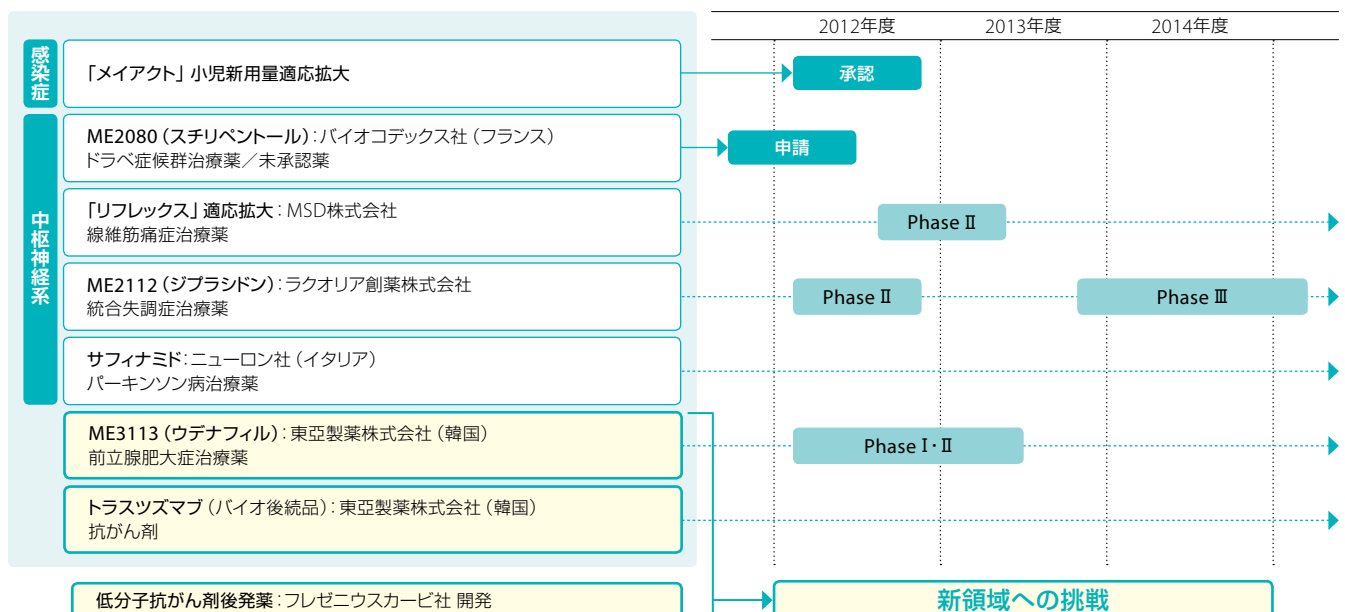 2012年度
2013年度
2014年度
感染症
「メイアクト」小児新用量適応拡大
承認
中枢神経系
ME2080（スチリペントール）：バイオコデックス社（フランス）
ドラベ症候群治療薬／未承認薬
申請
「リフレックス」適応拡大：MSD株式会社
線維筋痛症治療薬
Phase Ⅱ
ME2112（ジプラシドン）：ラクオリア創薬株式会社
統合失調症治療薬
Phase Ⅱ
Phase Ⅲ
サフィナミド：ニューロン社（イタリア）
パーキンソン病治療薬
ME3113（ウデナフィル）：東亞製薬株式会社（韓国）
前立腺肥大症治療薬
Phase Ⅰ・Ⅱ
トラスツズマブ（バイオ後続品）：東亞製薬株式会社（韓国）
抗がん剤
低分子抗がん剤後発薬：フレゼニウスカービ社 開発
新領域への挑戦